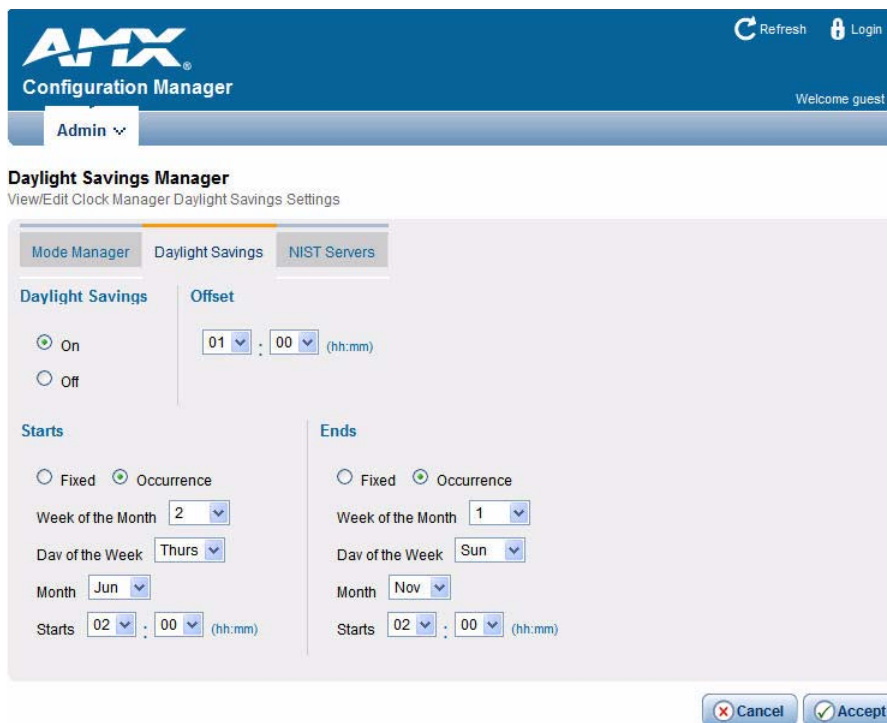 Refresh Login
AMX®
Configuration Manager
Welcome guest
Admin
Daylight Savings Manager
View/Edit Clock Manager Daylight Savings Settings
Mode Manager Daylight Savings NIST Servers
Daylight Savings Offset
On 01 : 00 (hh:mm)
Off
Starts Ends
Fixed Occurrence Fixed Occurrence
Week of the Month 2 Week of the Month 1
Day of the Week Thurs Day of the Week Sun
Month Jun Month Nov
Starts 02 : 00 (hh:mm) Starts 02 : 00 (hh:mm)
Cancel Accept